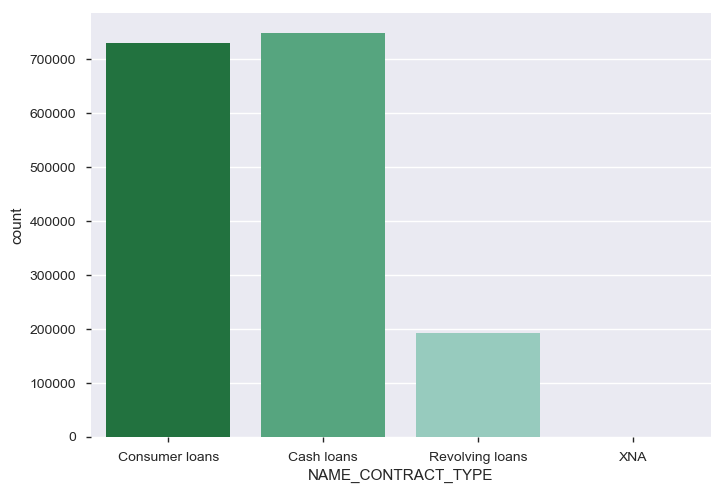 700000
600000
500000
400000
300000
200000
100000
0
count
Consumer loans
Cash loans
Revolving loans
XNA
NAME_CONTRACT_TYPE